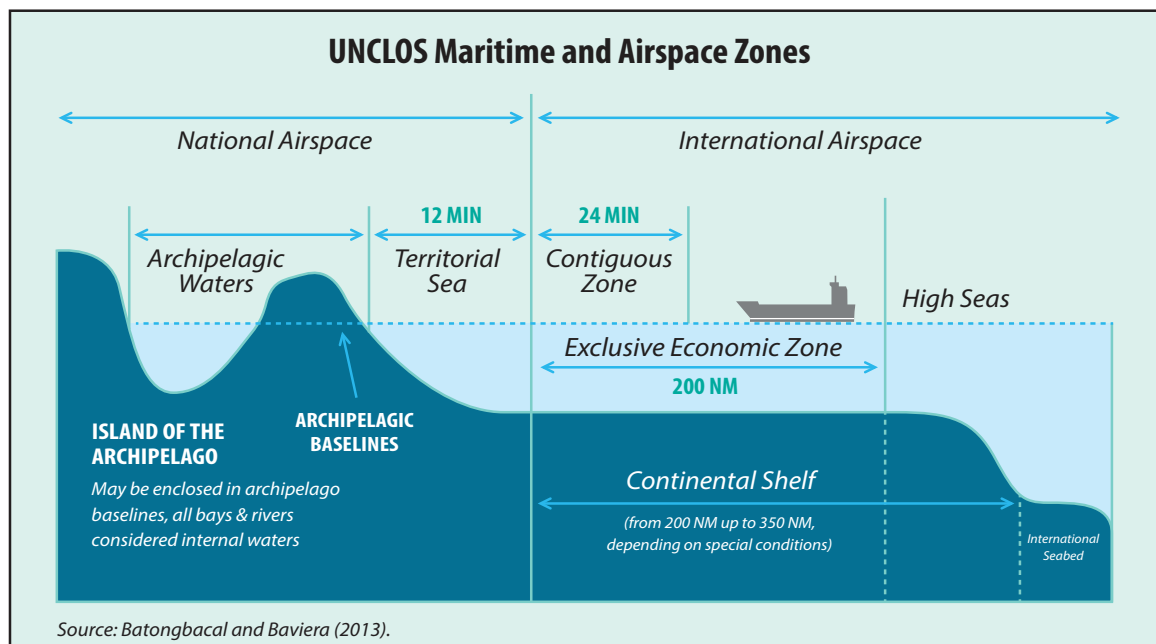 UNCLOS Maritime and Airspace Zones
National Airspace
International Airspace
12 MIN
24 MIN
Archipelagic
Waters
Territorial
Sea
Contiguous
Zone
High Seas
Exclusive Economic Zone
200 NM
ARCHIPELAGIC
BASELINES
ISLAND OF THE
ARCHIPELAGO
May be enclosed in archipelago
baselines, all bays & rivers
considered internal waters
Continental Shelf
(from 200 NM up to 350 NM,
depending on special conditions)
International
Seabed
Source: Batongbacal and Baviera (2013).